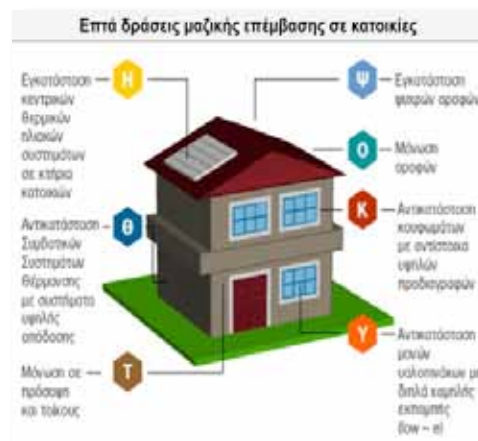 Επτά δράσεις μαζικής επέμβασης σε κατοικίες
Η
Εγκατάσταση
κεντρικών
θερμικών
ηλιακών
συστημάτων
σε κτήρια
κατοικιών
Θ
Αντικατάσταση
Συμβατικών
Συστημάτων
Θέρμανσης
με συστήματα
υψηλής
απόδοσης
Τ
Μόνωση σε
πρόσοψη
και τοίχους
Ψ
Εγκατάσταση
ψυχρών οροφών
Ο
Μόνωση
οροφών
Κ
Αντικατάσταση
κουφωμάτων
με αντίστοιχα
υψηλών
προδιαγραφών
Υ
Αντικατάσταση
μονών
υαλοπινάκων με
διπλά χαμηλής
εκπομπής
(low – e)